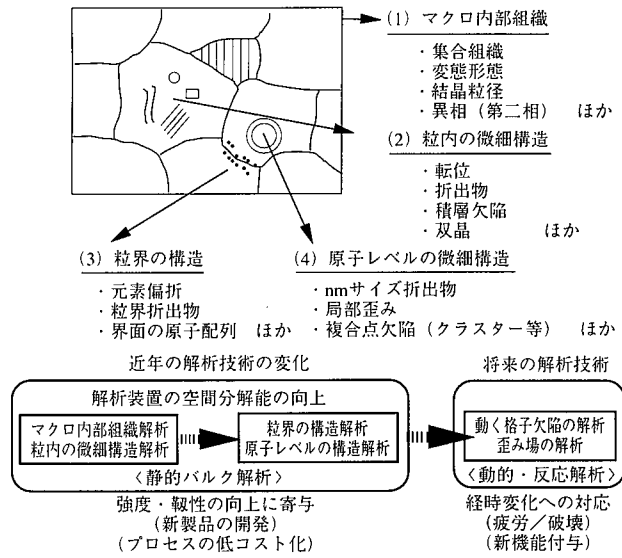 (1) マクロ内部組織
・集合組織
・変態形態
・結晶粒径
・異相（第二相） ほか
(2) 粒内の微細構造
・転位
・折出物
・積層欠陥
・双晶 ほか
(3) 粒界の構造
・元素偏折
・粒界折出物
・界面の原子配列 ほか
(4) 原子レベルの微細構造
・nmサイズ折出物
・局部歪み
・複合点欠陥（クラスター等） ほか
近年の解析技術の変化
解析装置の空間分解能の向上
マクロ内部組織解析
粒内の微細構造解析
粒界の構造解析
原子レベルの構造解析
〈静的バルク解析〉
強度・靱性の向上に寄与
(新製品の開発)
(プロセスの低コスト化)
将来の解析技術
動く格子欠陥の解析
歪み場の解析
〈動的・反応解析〉
経時変化への対応
(疲労／破壊)
(新機能付与)